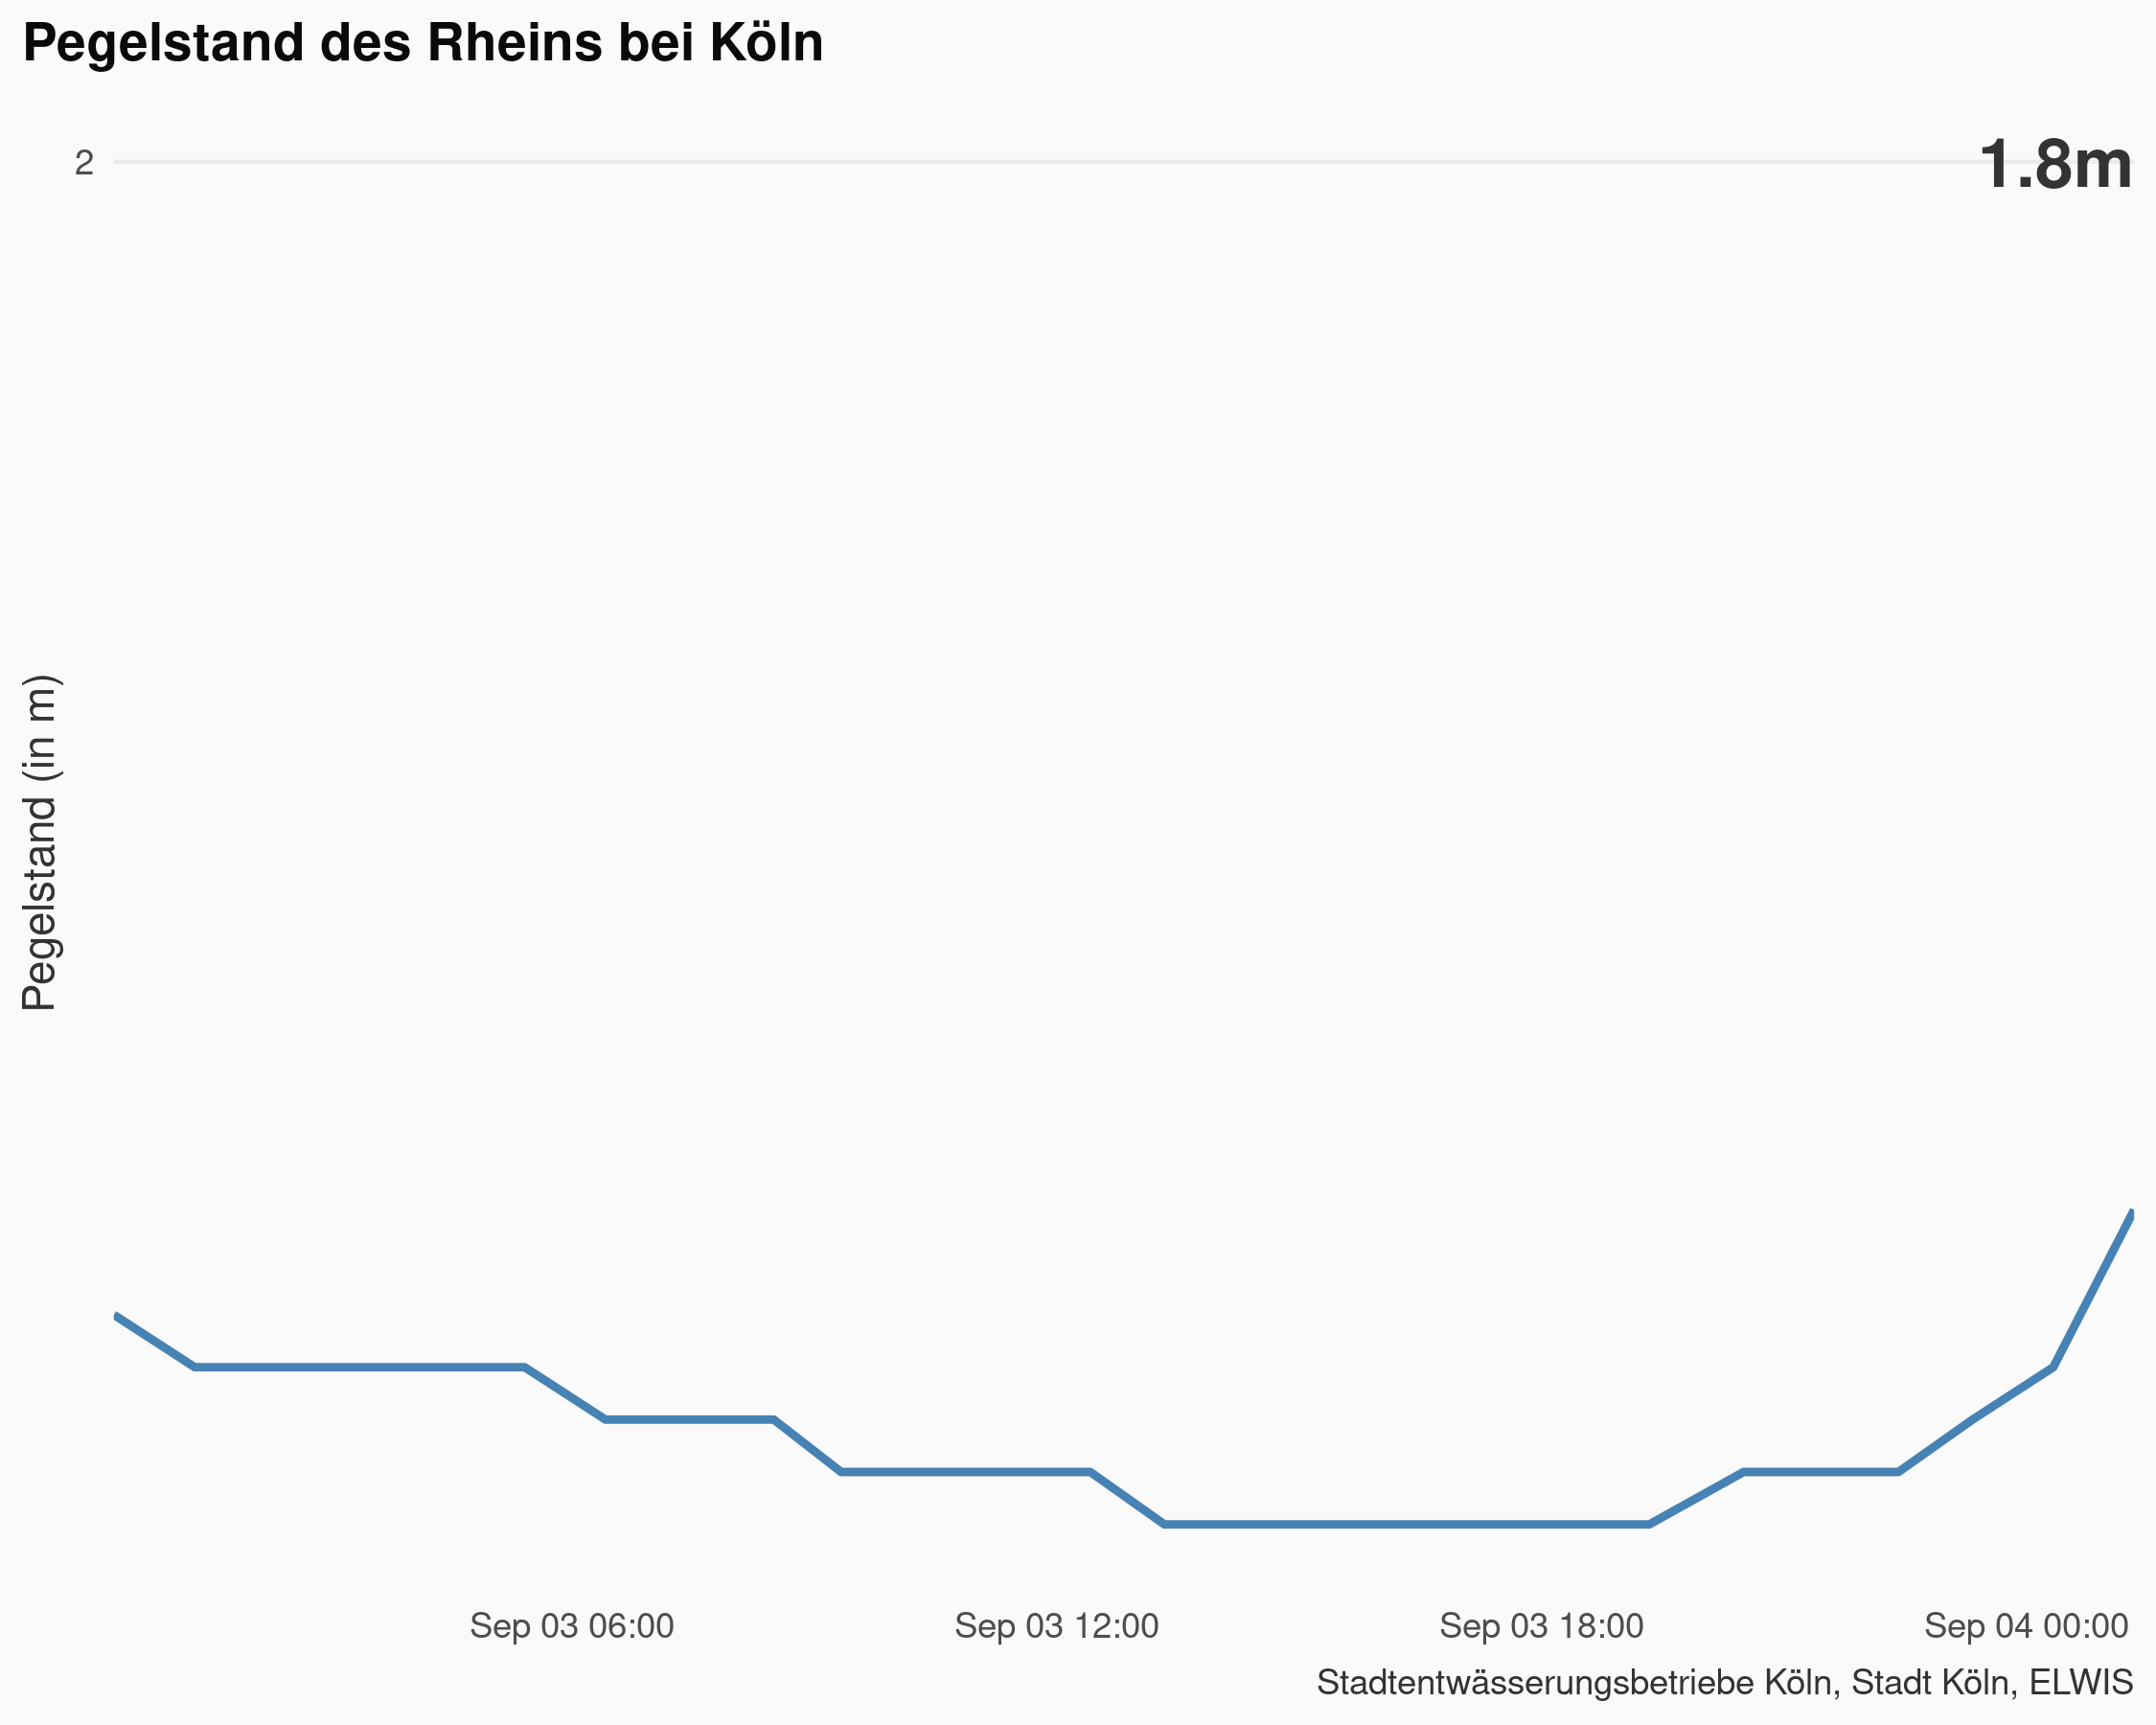 Pegelstand des Rheins bei Köln
2
1.8m
Pegelstand (in m)
Sep 03 06:00
Sep 03 12:00
Sep 03 18:00
Sep 04 00:00
Stadtentwässerungsbetriebe Köln, Stadt Köln, ELWIS